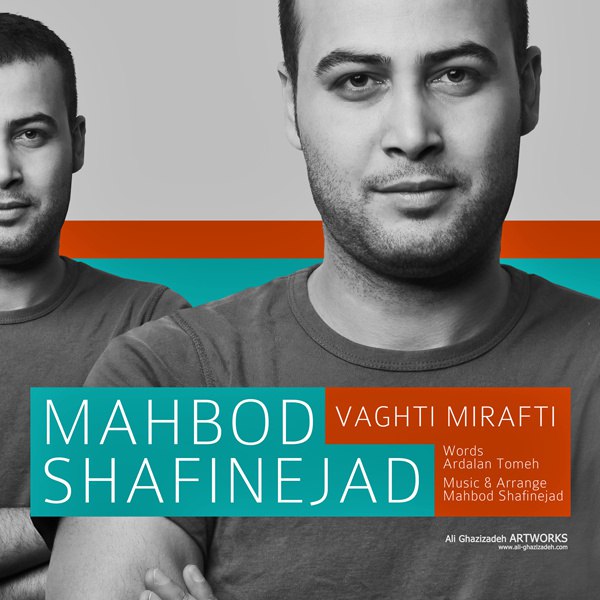 MAHBOD
SHAFINEJAD
VAGHTI MIRAFTI
Words
Ardalan Tomeh
Music & Arrange
Mahbod Shafinejad
Ali Ghazizadeh ARTWORKS
www.ali-ghazizadeh.com